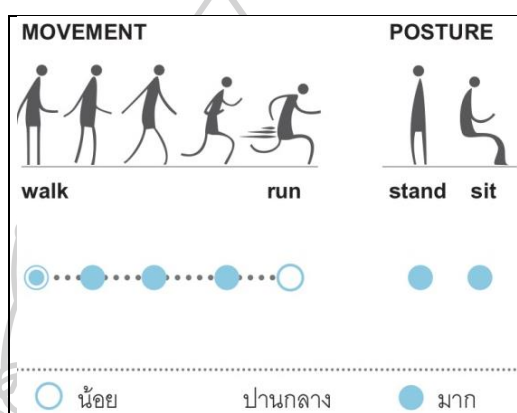 MOVEMENT POSTURE
walk run stand sit
น้อย ปานกลาง มาก